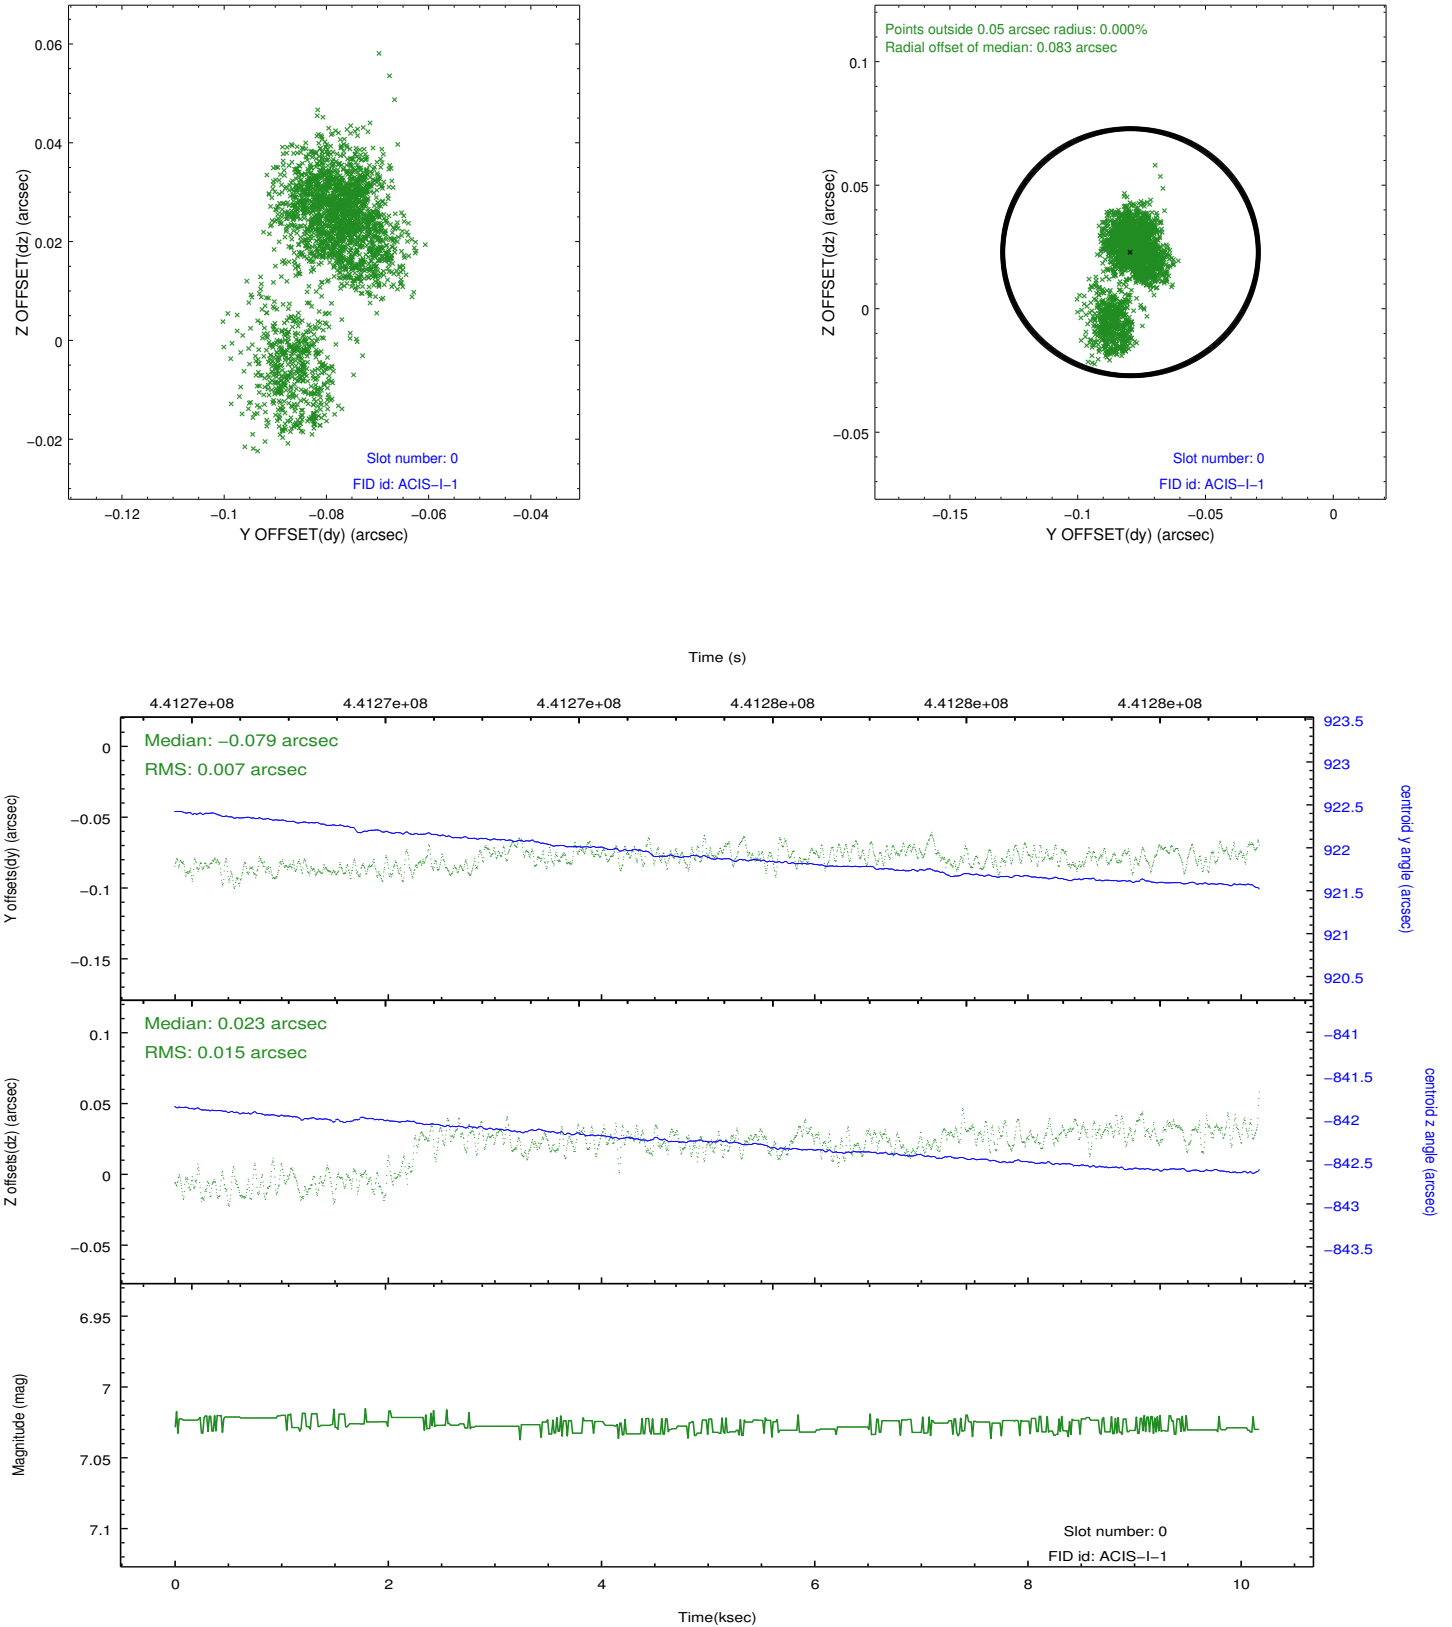 0.06
0.04
0.02
0
−0.02
Z OFFSET(dz) (arcsec)
Slot number: 0
FID id: ACIS−I−1
−0.12
−0.1
−0.08
−0.06
−0.04
Y OFFSET(dy) (arcsec)
Points outside 0.05 arcsec radius: 0.000%
Radial offset of median: 0.083 arcsec
0.1
0.05
0
−0.05
Z OFFSET(dz) (arcsec)
Slot number: 0
FID id: ACIS−I−1
−0.15
−0.1
−0.05
0
Y OFFSET(dy) (arcsec)
Time (s)
4.4127e+08
4.4127e+08
4.4127e+08
4.4128e+08
4.4128e+08
4.4128e+08
Median: −0.079 arcsec
RMS: 0.007 arcsec
0
−0.05
−0.1
−0.15
Y offsets(dy) (arcsec)
923.5
923
922.5
922
921.5
921
920.5
centroid y angle (arcsec)
Median: 0.023 arcsec
RMS: 0.015 arcsec
0.1
0.05
0
−0.05
Z offsets(dz) (arcsec)
−841
−841.5
−842
−842.5
−843
−843.5
centroid z angle (arcsec)
6.95
7
7.05
7.1
Magnitude (mag)
Slot number: 0
FID id: ACIS−I−1
0
2
4
6
8
10
Time(ksec)